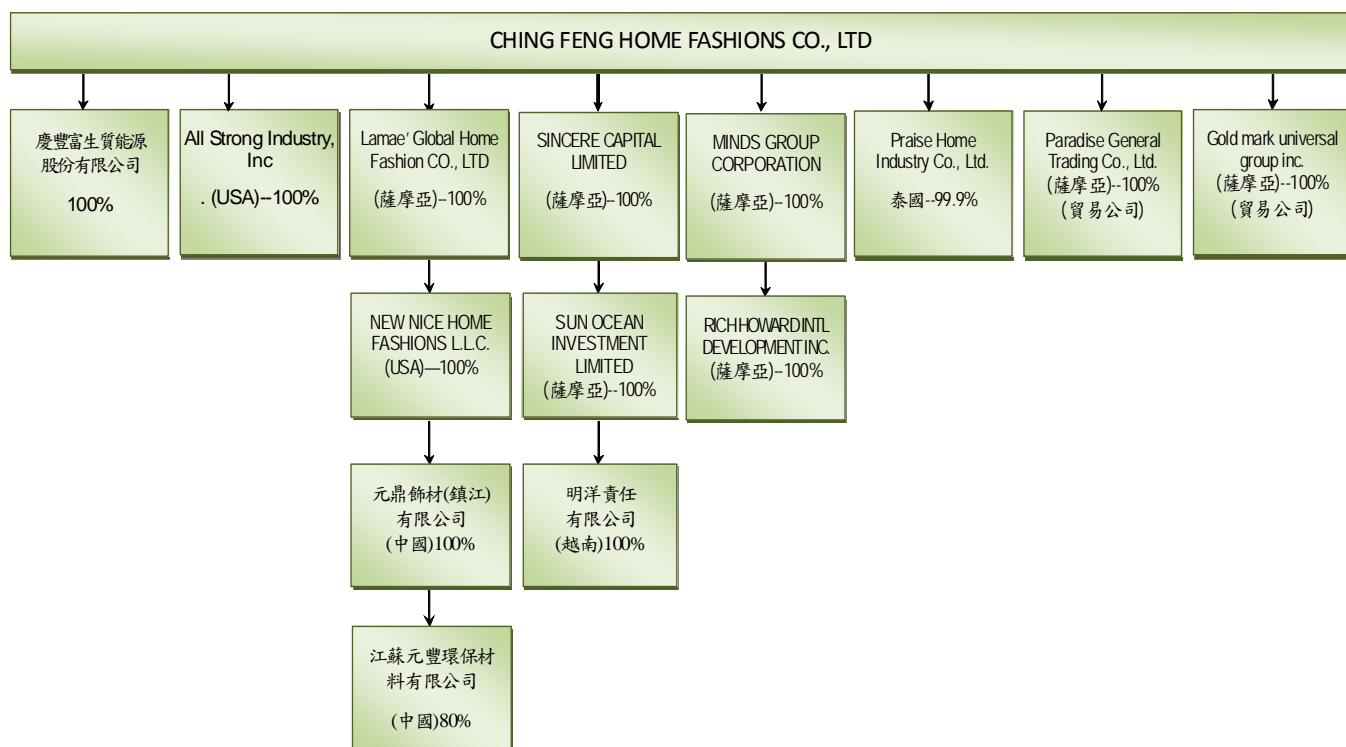 CHING FENG HOME FASHIONS CO., LTD
慶豐富生質能源
股份有限公司
100%
All Strong Industry,
Inc
. (USA)--100%
Lamae’ Global Home
Fashion CO., LTD
(薩摩亞)--100%
SINCERE CAPITAL
LIMITED
(薩摩亞)--100%
MINDS GROUP
CORPORATION
(薩摩亞)--100%
Praise Home
Industry Co., Ltd.
泰國--99.9%
Paradise General
Trading Co., Ltd.
(薩摩亞)--100%
(貿易公司)
Gold mark universal
group inc.
(薩摩亞)--100%
(貿易公司)
NEW NICE HOME
FASHIONS L.L.C.
(USA)—100%
SUN OCEAN
INVESTMENT
LIMITED
(薩摩亞)--100%
RICH HOWARD INTL
DEVELOPMENT INC.
(薩摩亞)--100%
元鼎飾材(鎮江)
有限公司
(中國)100%
明洋責任
有限公司
(越南)100%
江蘇元豐環保材
料有限公司
(中國)80%